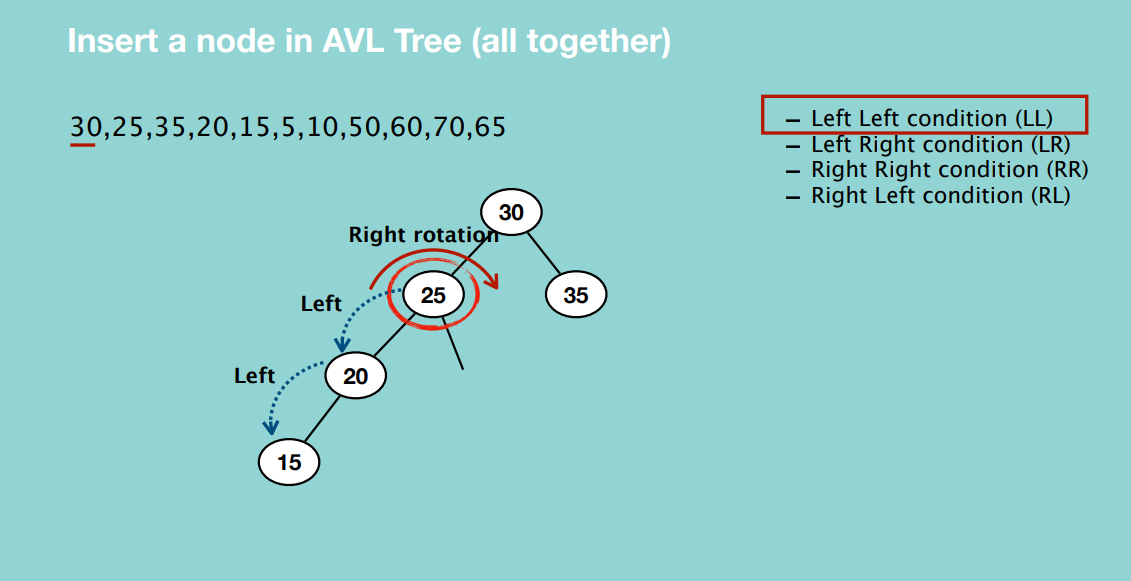 Insert a node in AVL Tree (all together)
30,25,35,20,15,5,10,50,60,70,65
– Left Left condition (LL)
– Left Right condition (LR)
– Right Right condition (RR)
– Right Left condition (RL)
30
Right rotation
25
35
Left
20
Left
15